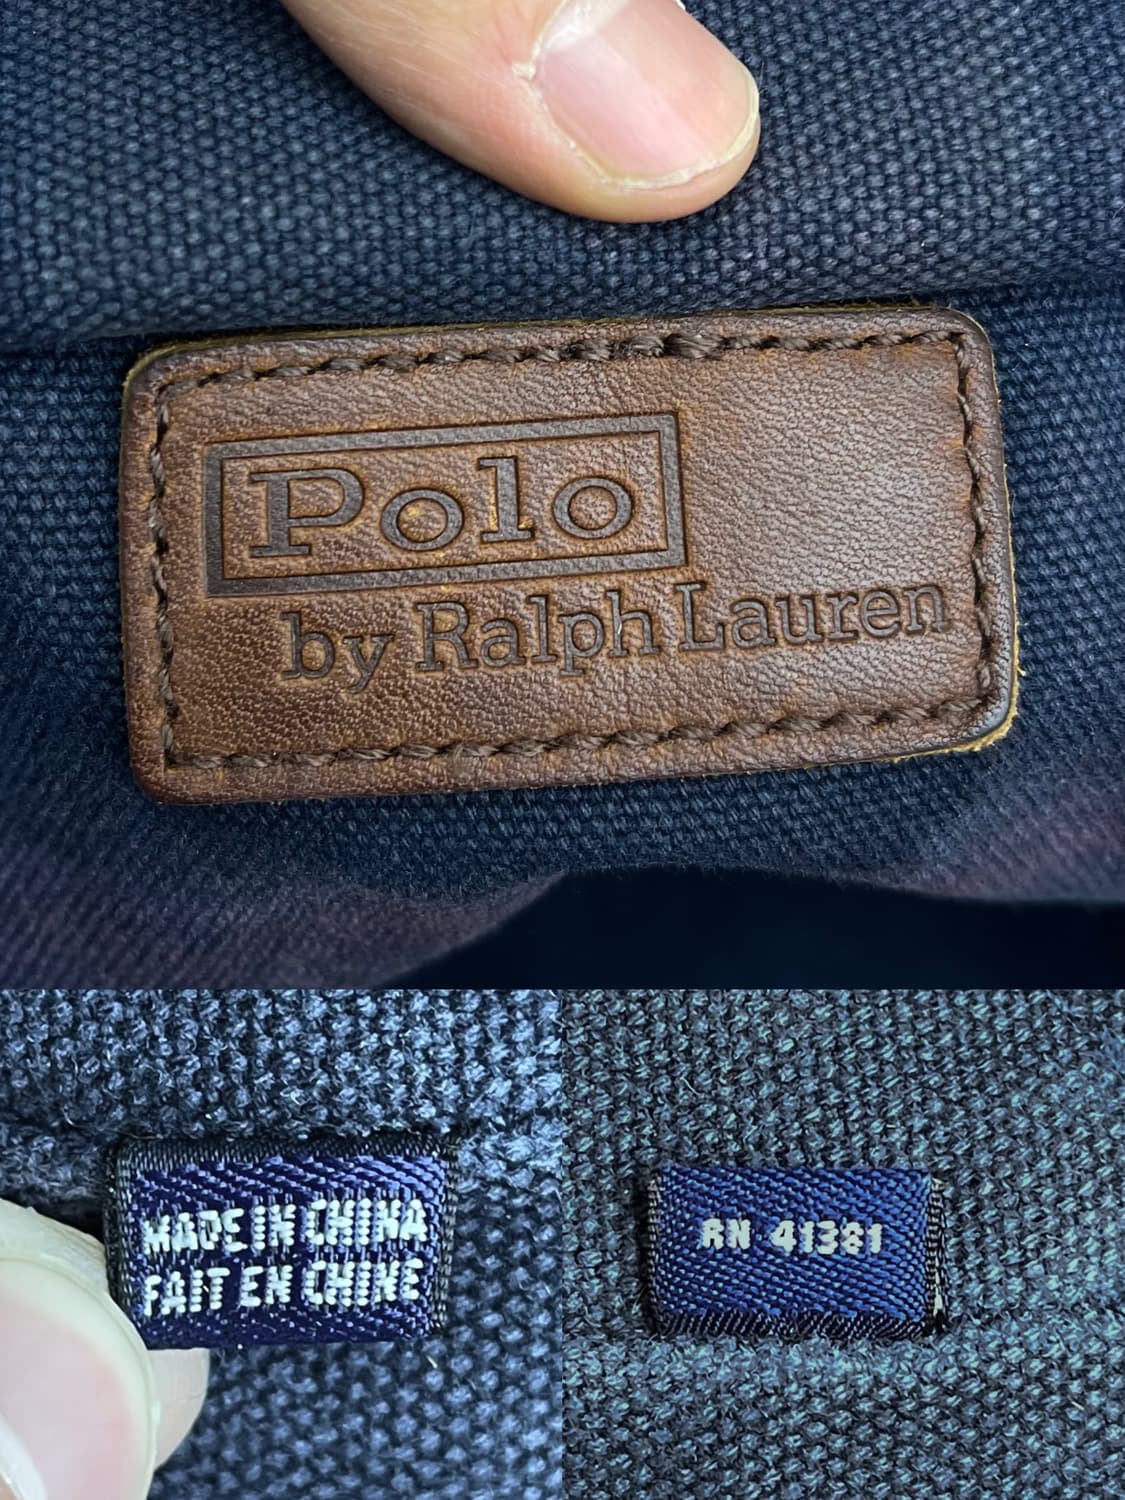 Polo
by Ralph Lauren
MADE IN CHINA
FAIT EN CHINE
RN 41381